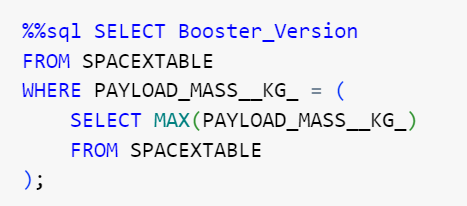 %%sql SELECT Booster_Version
FROM SPACEXTABLE
WHERE PAYLOAD_MASS__KG_ = (
    SELECT MAX(PAYLOAD_MASS__KG_)
    FROM SPACEXTABLE
);